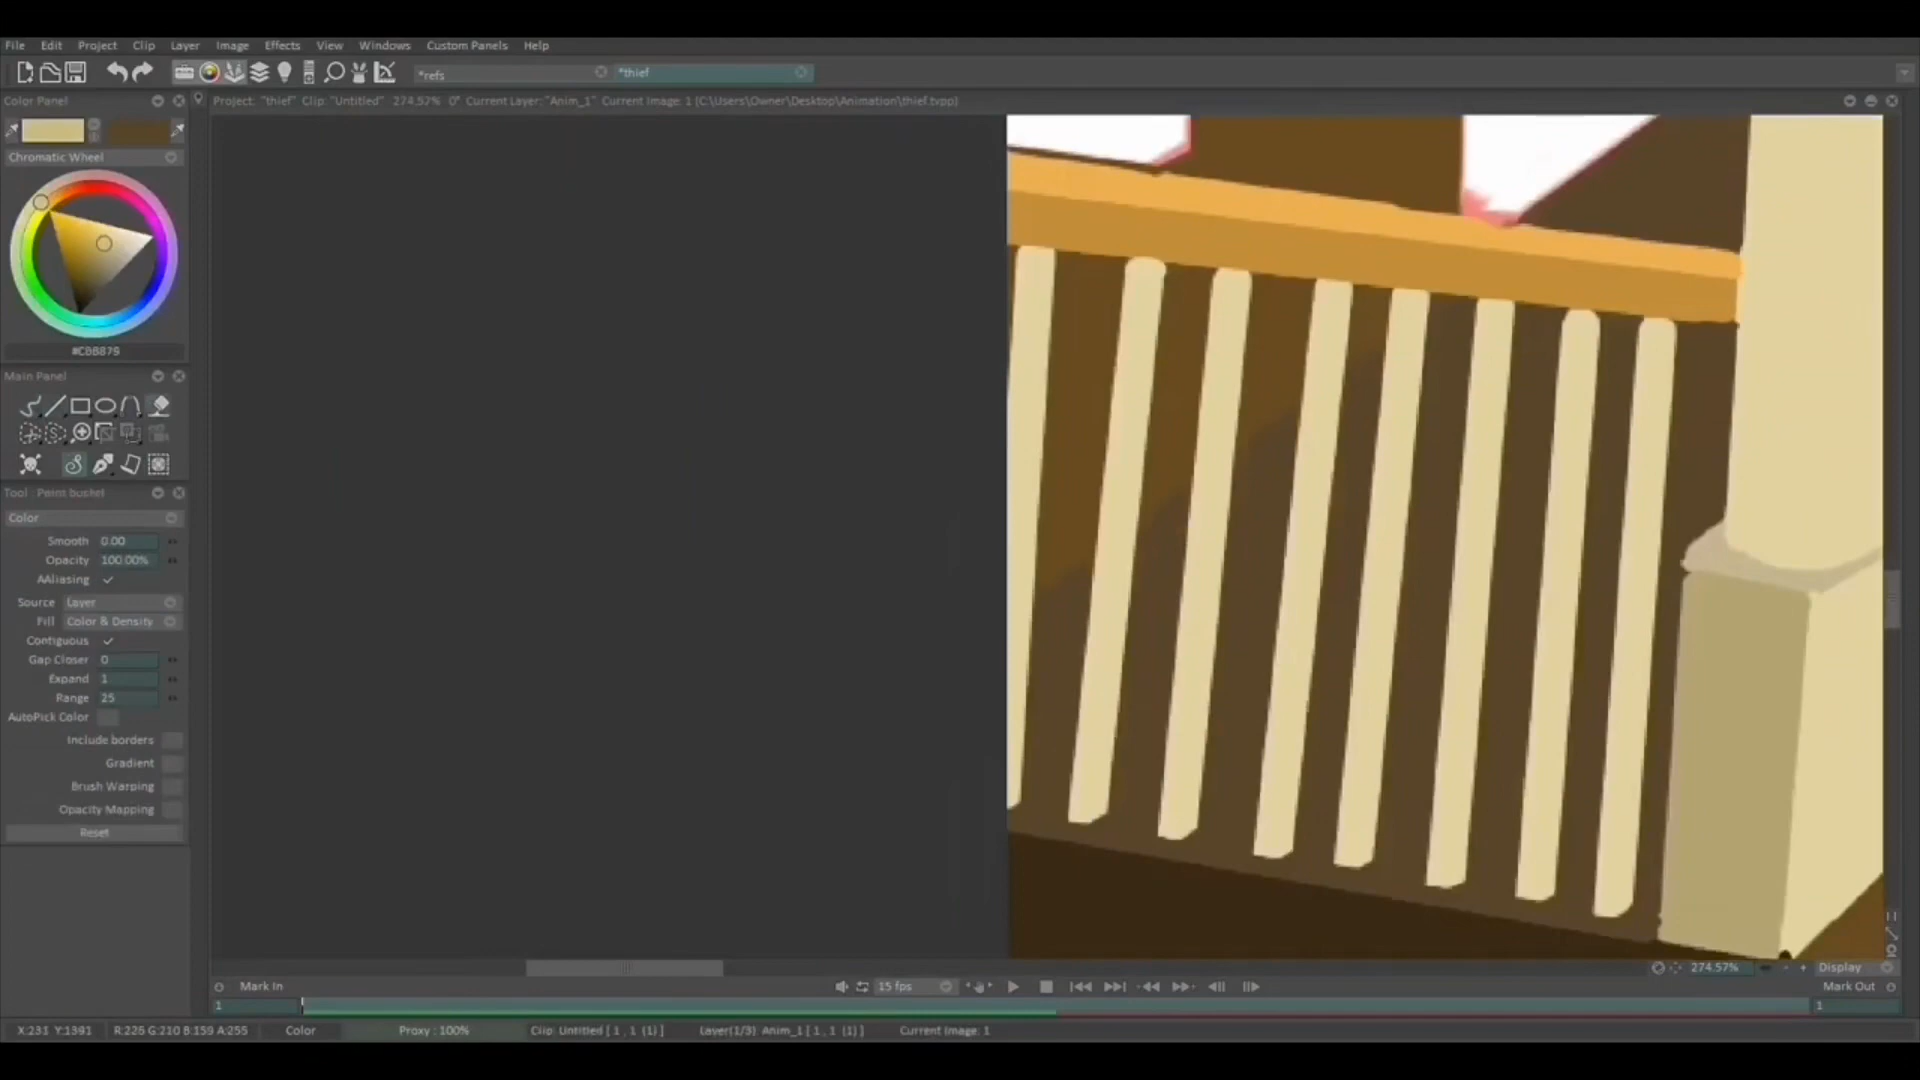 File Edit Project Clip Layer Image Effects View Windows Custom Panels Help
*refs *thief
Color Panel
Project: "thief" Clip: "Untitled" 274.57% 0° Current Layer: "Anim_1" Current Image: 1 (C:\Users\Owner\Desktop\Animation\thief.tvpp)
Chromatic Wheel
#CBB879
Main Panel
Tool : Paint bucket
Color
Smooth 0.00
Opacity 100.00%
AAliasing
Source Layer
Fill Color & Density
Contiguous
Gap Closer 0
Expand 1
Range 25
AutoPick Color
Include borders
Gradient
Brush Warping
Opacity Mapping
Reset
274.57% Display
Mark In 15 fps Mark Out
1 1
X:231 Y:1391 R:225 G:210 B:159 A:255 Color Proxy : 100% Clip: Untitled [ 1 , 1 (1) ] Layer(1/3) Anim_1 [ 1 , 1 (1) ] Current Image: 1